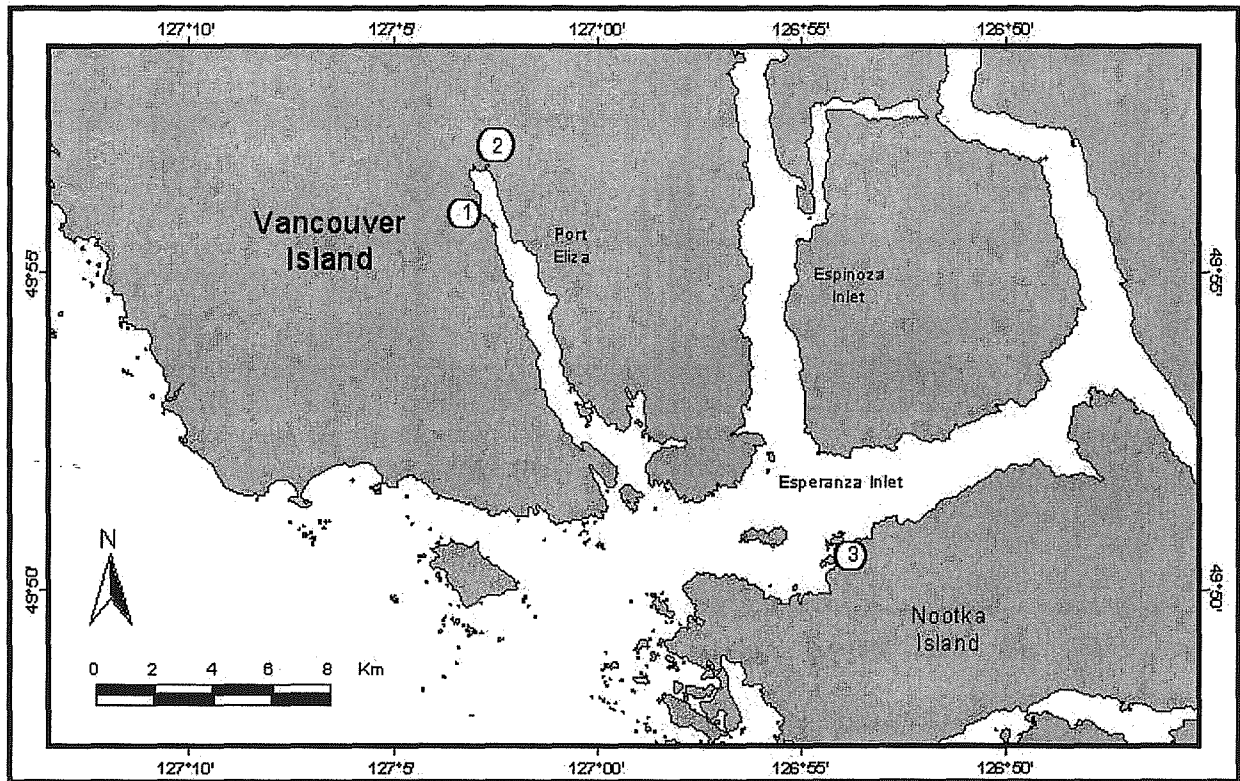 127°10' 127°5' 127°00' 126°55' 126°50'
2
1
Vancouver
Island
Port
Eliza
Espinoza
Inlet
49°55' 49°55'
Esperanza Inlet
3
N
49°50' 49°50'
Nootka
Island
0 2 4 6 8 Km
127°10' 127°5' 127°00' 126°55' 126°50'